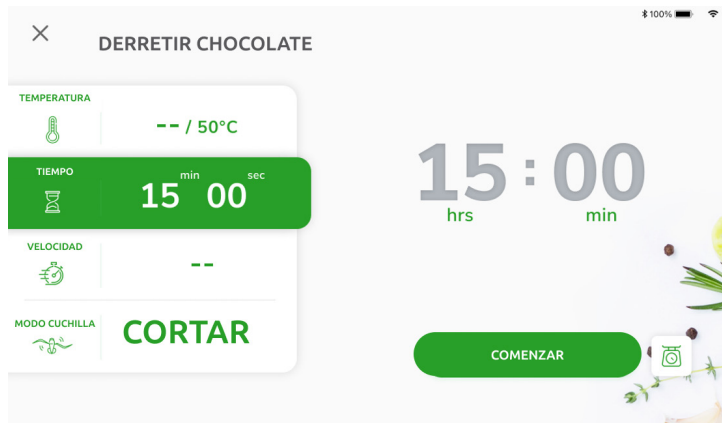 100%
DERRETIR CHOCOLATE
TEMPERATURA
-- / 50°C
TIEMPO
15 min 00 sec
VELOCIDAD
--
MODO CUCHILLA
CORTAR
15 : 00
hrs min
COMENZAR